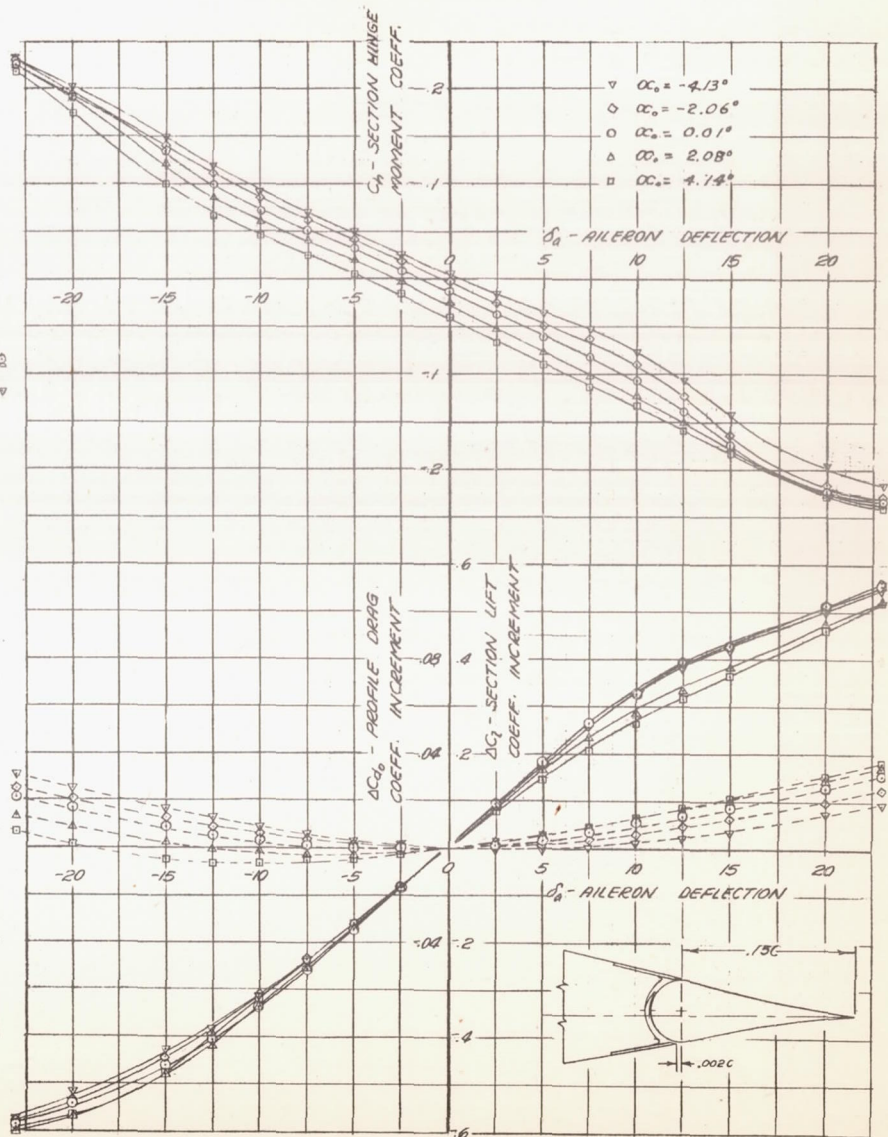 Ch - SECTION HINGE
MOMENT COEFF.
.2
.1
-.1
-.2
▽ α₀ = -4.13°
◇ α₀ = -2.06°
○ α₀ = 0.01°
△ α₀ = 2.08°
□ α₀ = 4.14°
δa - AILERON DEFLECTION
-20 -15 -10 -5 0 5 10 15 20
ΔCd₀ - PROFILE DRAG
COEFF. INCREMENT
.08
.04
-.04
ΔCl - SECTION LIFT
COEFF. INCREMENT
.6
.4
.2
-20 -15 -10 -5 0 5 10 15 20
δa - AILERON DEFLECTION
-.2
-.4
-.6
.15C
.002C